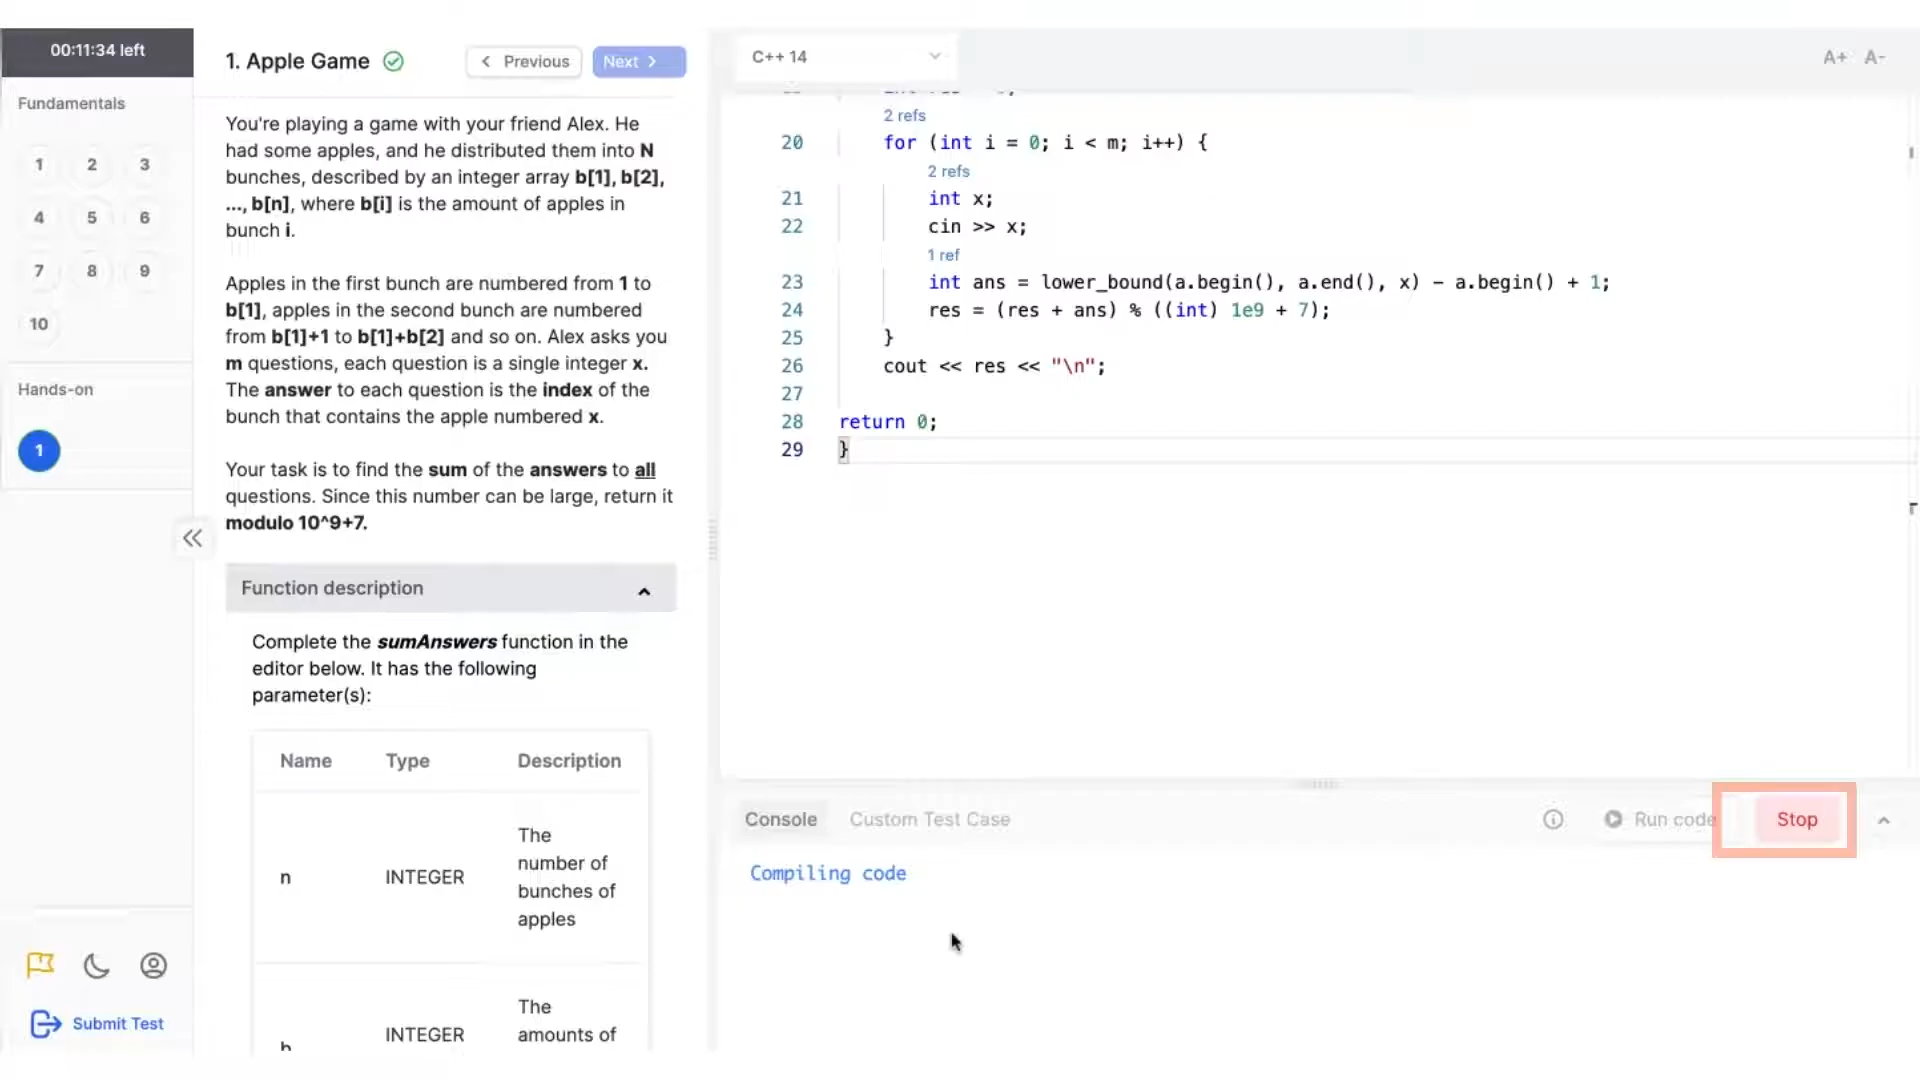 00:11:34 left
Fundamentals
1 2 3
4 5 6
7 8 9
10
Hands-on
1
Submit Test
1. Apple Game
Previous
Next
You're playing a game with your friend Alex. He
had some apples, and he distributed them into N
bunches, described by an integer array b[1], b[2],
..., b[n], where b[i] is the amount of apples in
bunch i.
Apples in the first bunch are numbered from 1 to
b[1], apples in the second bunch are numbered
from b[1]+1 to b[1]+b[2] and so on. Alex asks you
m questions, each question is a single integer x.
The answer to each question is the index of the
bunch that contains the apple numbered x.
Your task is to find the sum of the answers to all
questions. Since this number can be large, return it
modulo 10^9+7.
Function description
Complete the sumAnswers function in the
editor below. It has the following
parameter(s):
Name Type Description
n INTEGER The
number of
bunches of
apples
b INTEGER The
amounts of
C++ 14
A+ A-
2 refs
20 for (int i = 0; i < m; i++) {
2 refs
21 int x;
22 cin >> x;
1 ref
23 int ans = lower_bound(a.begin(), a.end(), x) - a.begin() + 1;
24 res = (res + ans) % ((int) 1e9 + 7);
25 }
26 cout << res << "\n";
27
28 return 0;
29 }
Console
Custom Test Case
Run code
Stop
Compiling code